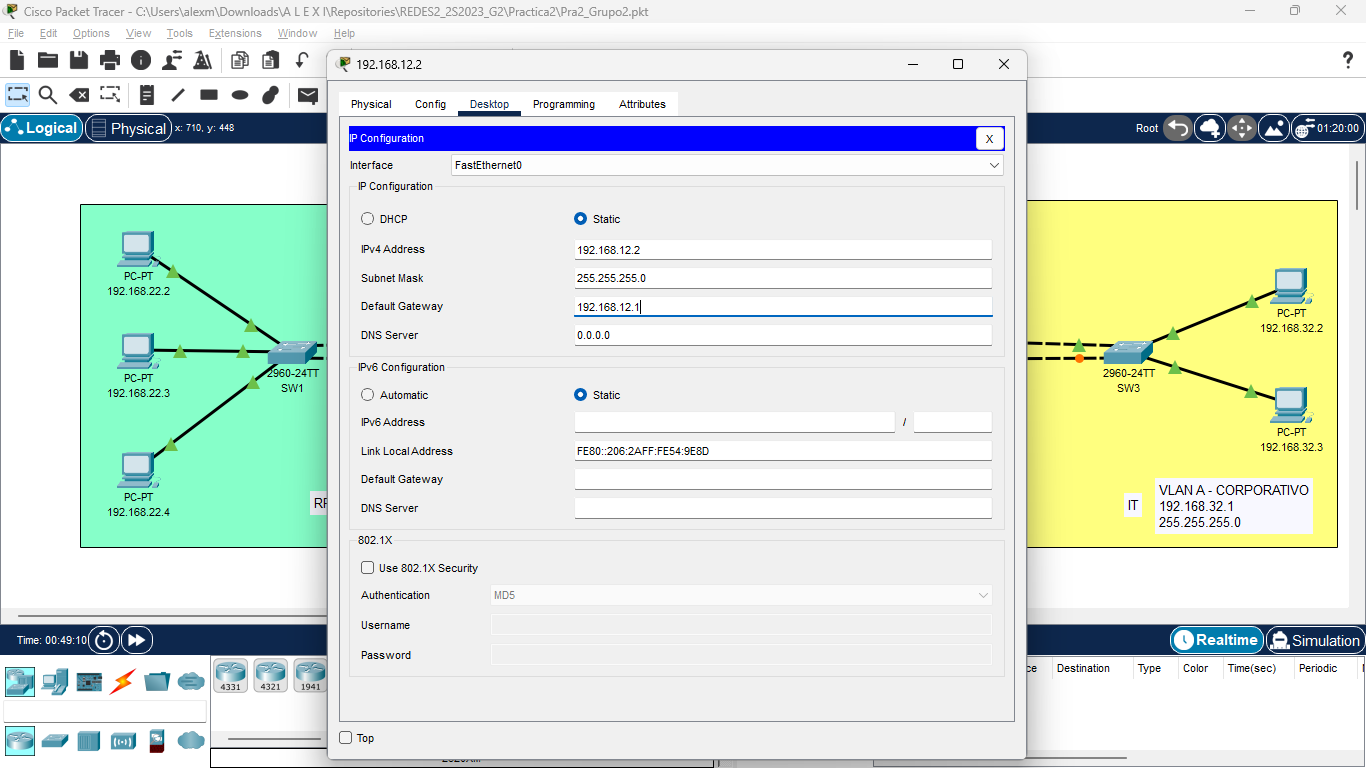 Cisco Packet Tracer - C:\Users\alexm\Downloads\A L E X I\Repositories\REDES2_2S2023_G2\Practica2\Pra2_Grupo2.pkt
File Edit Options View Tools Extensions Window Help
192.168.12.2
?
Physical Config Desktop Programming Attributes
Logical Physical x: 710, y: 448
Root 01:20:00
IP Configuration X
Interface FastEthernet0
IP Configuration
DHCP Static
IPv4 Address 192.168.12.2
Subnet Mask 255.255.255.0
Default Gateway 192.168.12.1
DNS Server 0.0.0.0
IPv6 Configuration
Automatic Static
IPv6 Address /
Link Local Address FE80::206:2AFF:FE54:9E8D
Default Gateway
DNS Server
802.1X
Use 802.1X Security
Authentication MD5
Username
Password
Top
PC-PT
192.168.22.2
PC-PT
192.168.22.3
PC-PT
192.168.22.4
2960-24TT
SW1
PC-PT
192.168.32.2
2960-24TT
SW3
PC-PT
192.168.32.3
IT
VLAN A - CORPORATIVO
192.168.32.1
255.255.255.0
Time: 00:49:10
Realtime Simulation
4331 4321 1941
Destination Type Color Time(sec) Periodic